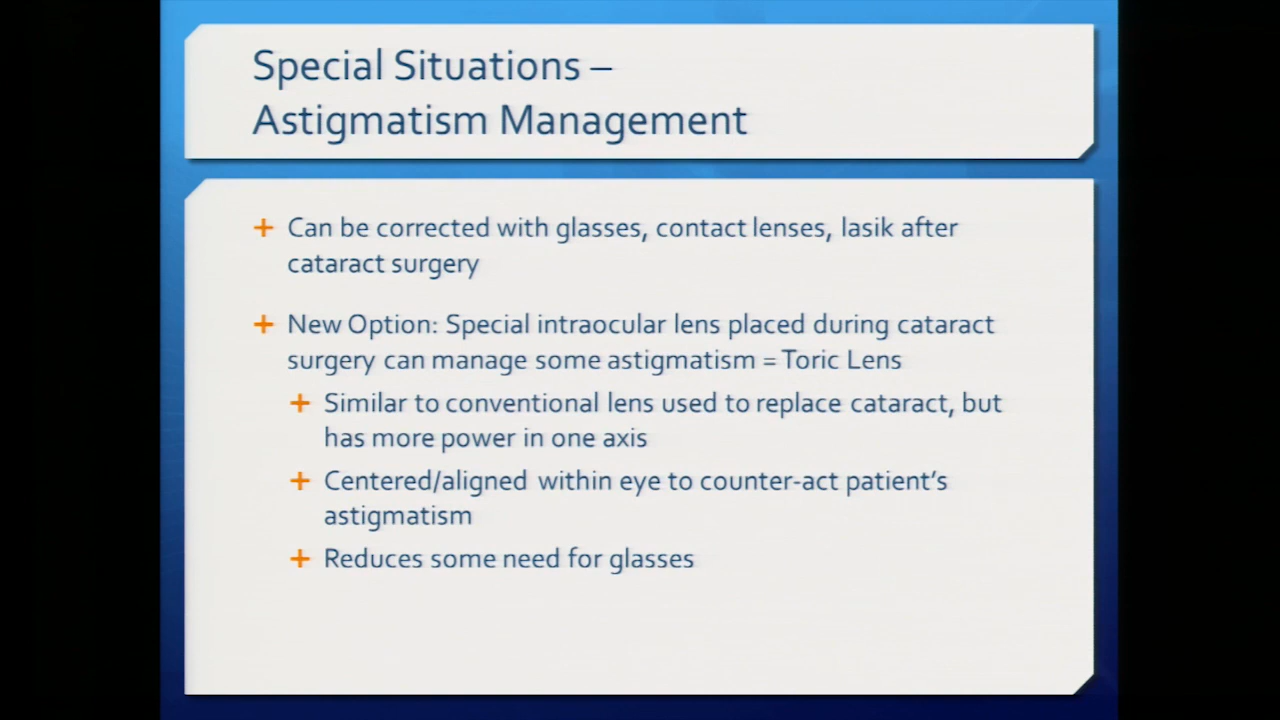 Special Situations –
Astigmatism Management
+ Can be corrected with glasses, contact lenses, lasik after
cataract surgery
+ New Option: Special intraocular lens placed during cataract
surgery can manage some astigmatism = Toric Lens
+ Similar to conventional lens used to replace cataract, but
has more power in one axis
+ Centered/aligned within eye to counter-act patient’s
astigmatism
+ Reduces some need for glasses